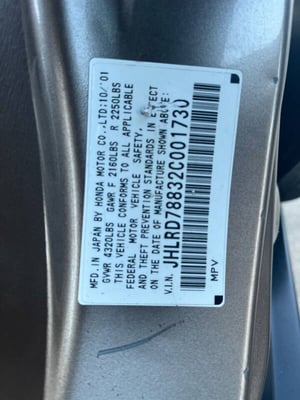 MFD.IN JAPAN BY HONDA MOTOR CO.,LTD:10/'01
GVWR 4320LBS GAWR F 2160LBS R 2250LBS
THIS VEHICLE CONFORMS TO ALL APPLICABLE
FEDERAL MOTOR VEHICLE SAFETY,
AND THEFT PREVENTION STANDARDS IN EFFECT
ON THE DATE OF MANUFACTURE
V.I.N. JHLRD78832C001730
MPV